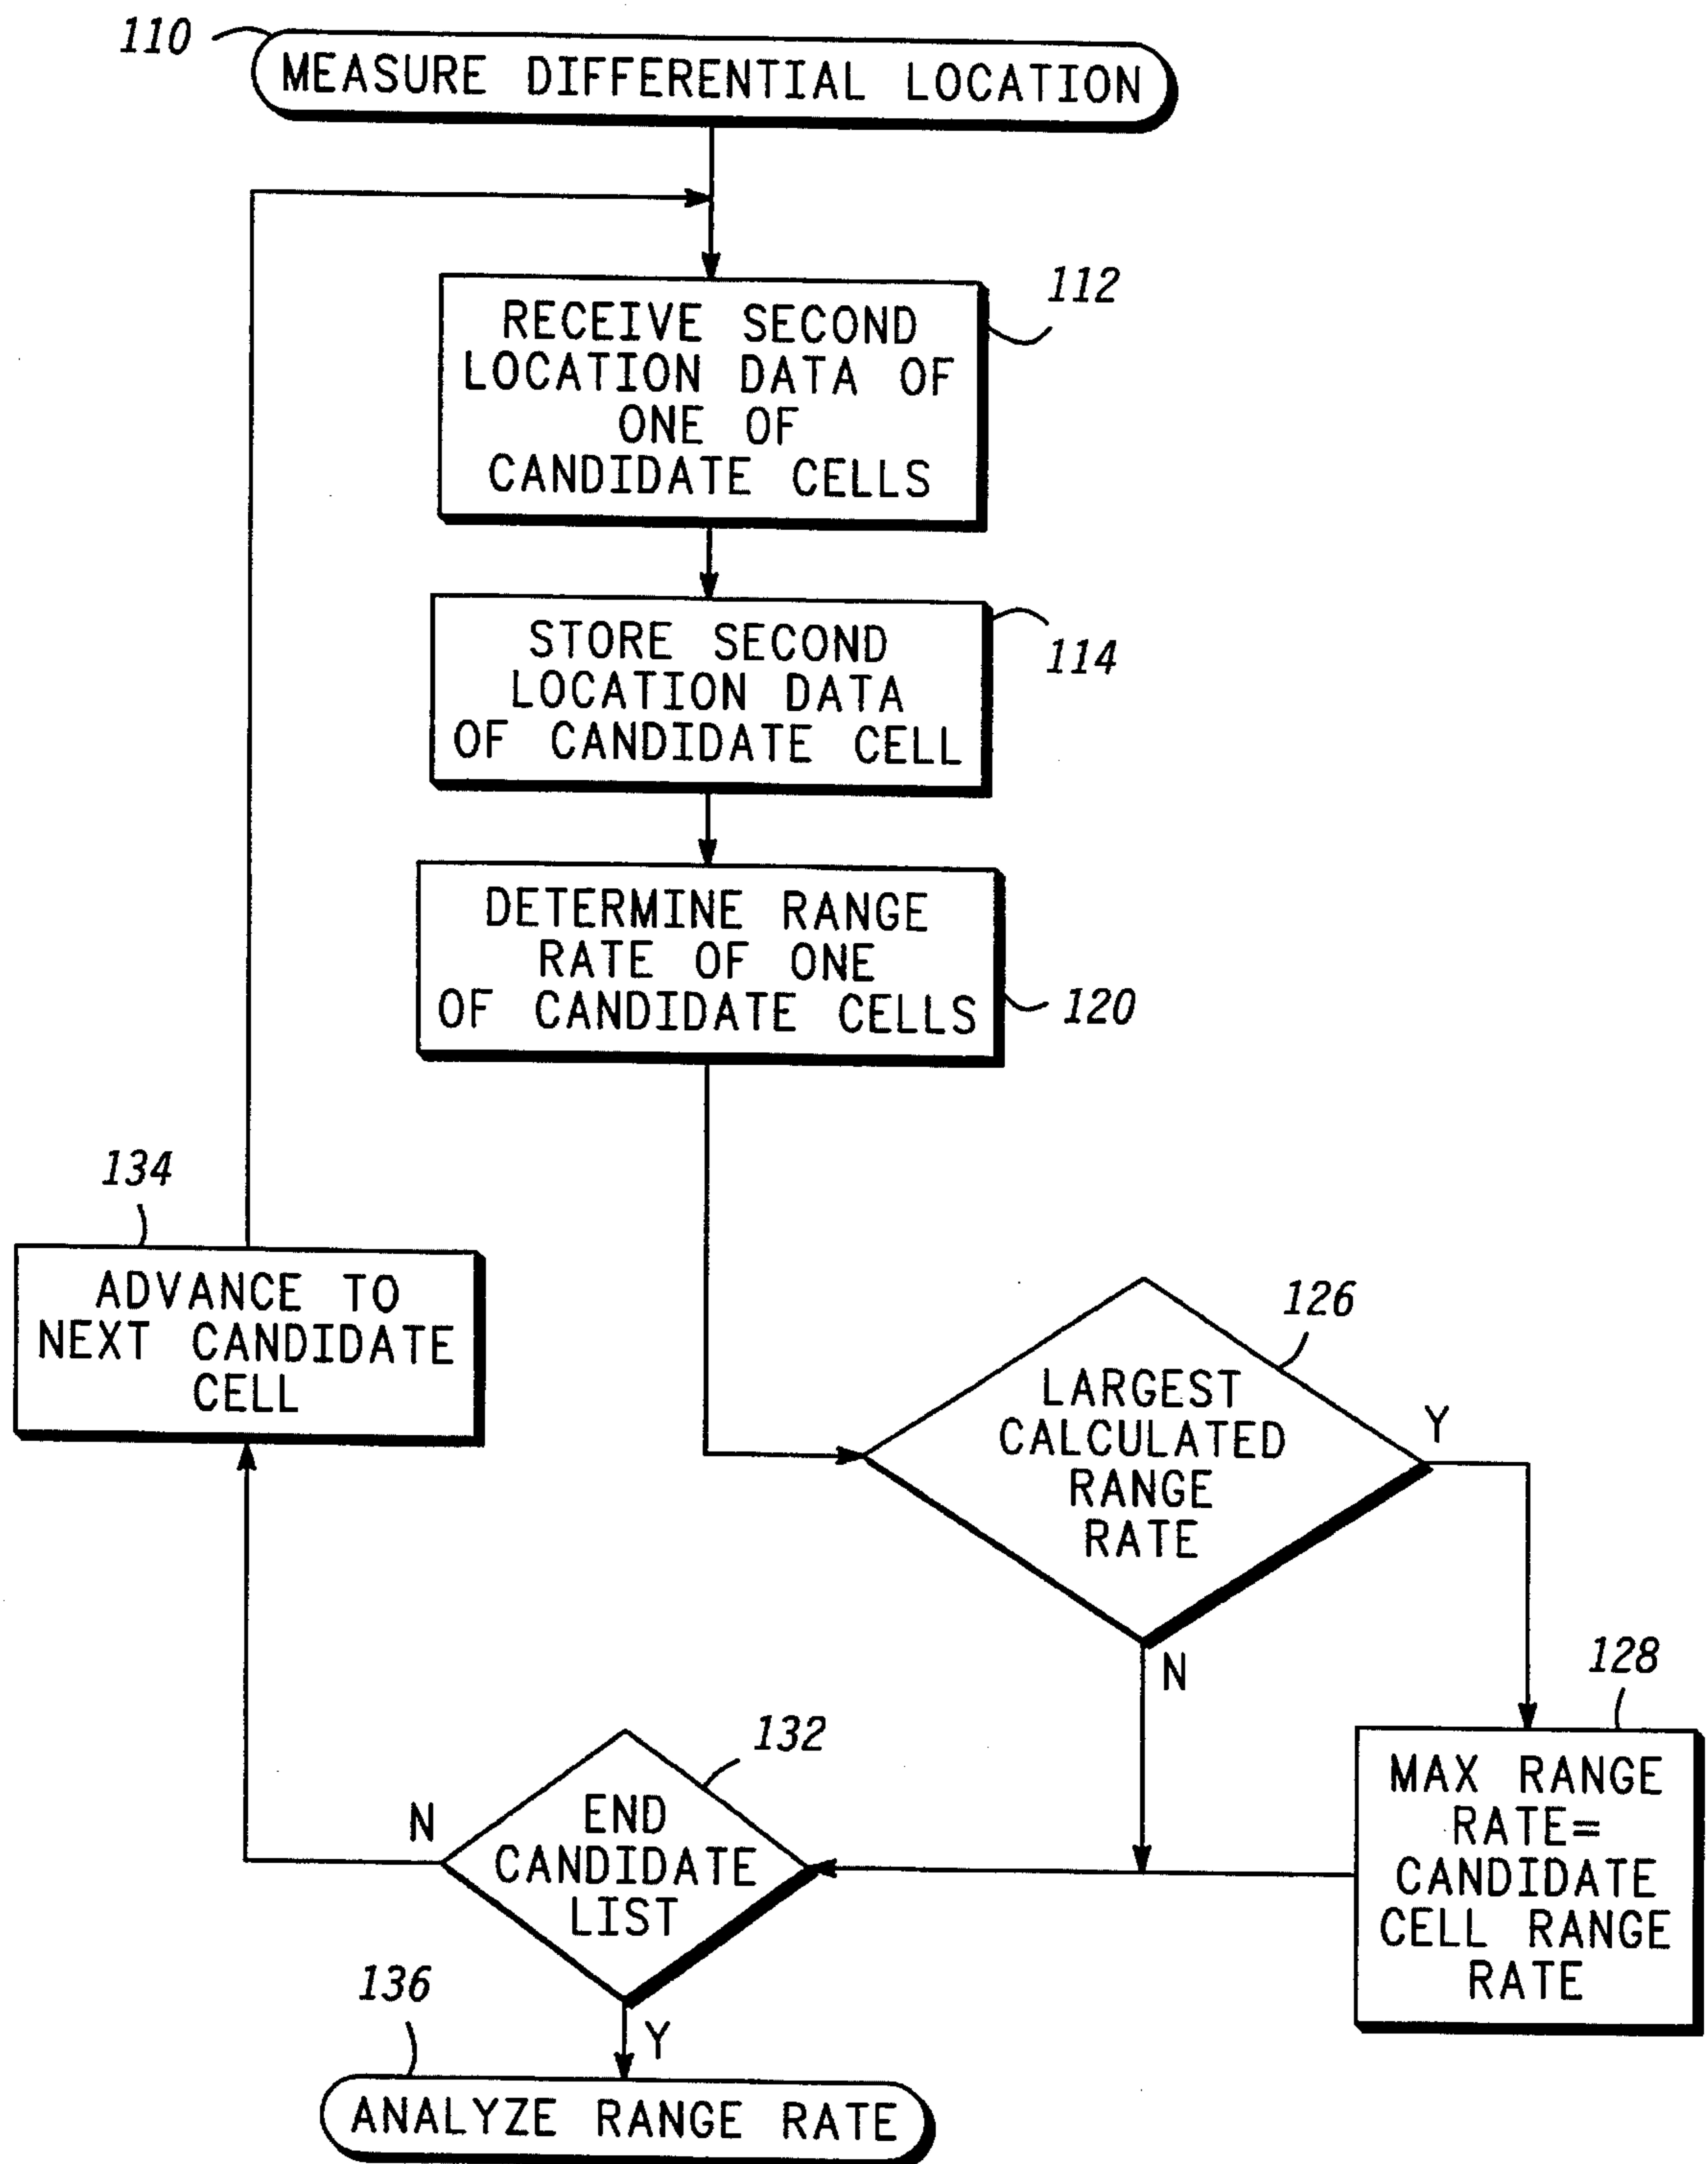 110
MEASURE DIFFERENTIAL LOCATION
112
RECEIVE SECOND
LOCATION DATA OF
ONE OF
CANDIDATE CELLS
STORE SECOND
LOCATION DATA
OF CANDIDATE CELL
114
DETERMINE RANGE
RATE OF ONE
OF CANDIDATE CELLS
120
134
ADVANCE TO
NEXT CANDIDATE
CELL
126
LARGEST
CALCULATED
RANGE
RATE
Y
N
128
MAX RANGE
RATE=
CANDIDATE
CELL RANGE
RATE
132
END
CANDIDATE
LIST
N
Y
136
ANALYZE RANGE RATE